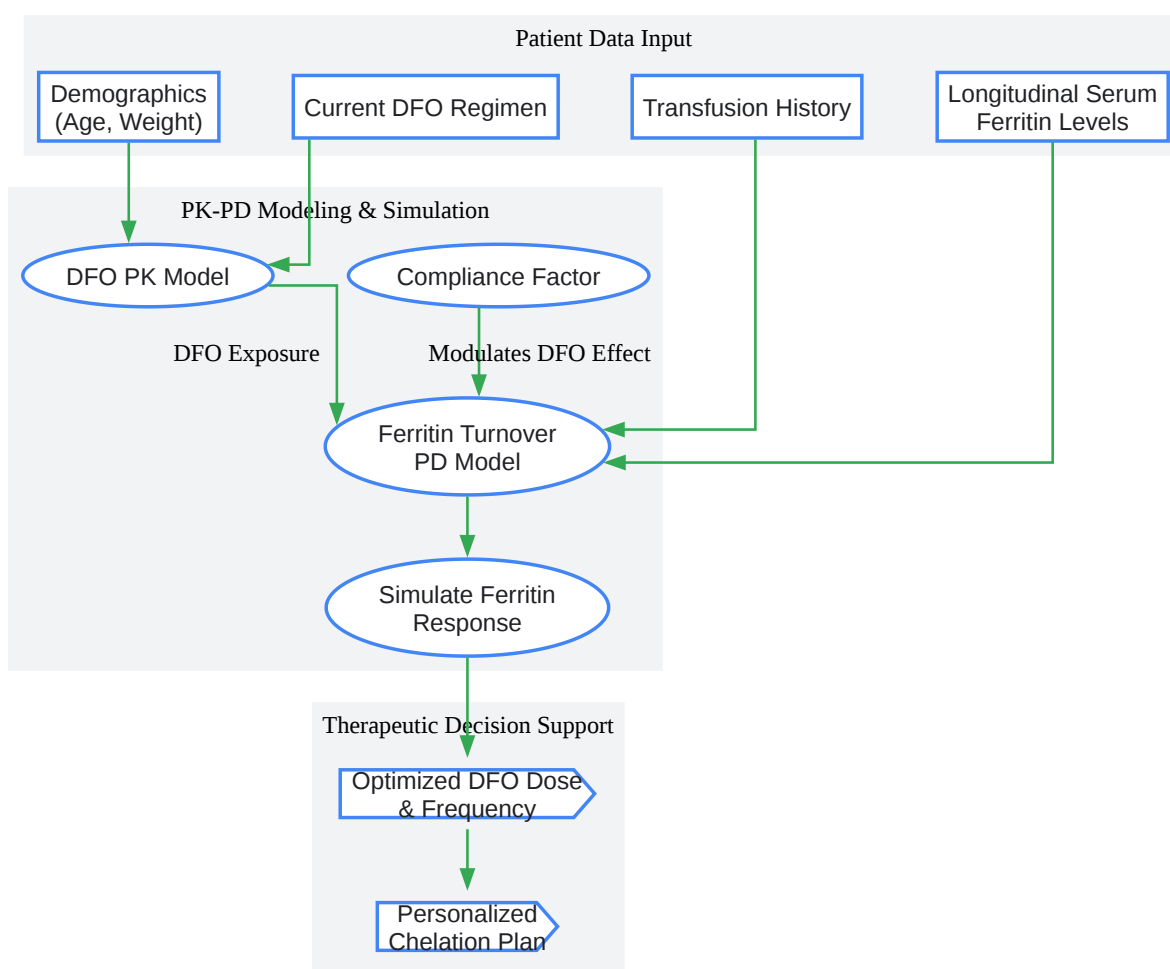 Patient Data Input
Demographics
(Age, Weight)
Current DFO Regimen
Transfusion History
Longitudinal Serum
Ferritin Levels
PK-PD Modeling & Simulation
DFO PK Model
Compliance Factor
DFO Exposure
Modulates DFO Effect
Ferritin Turnover
PD Model
Simulate Ferritin
Response
Therapeutic Decision Support
Optimized DFO Dose
& Frequency
Personalized
Chelation Plan